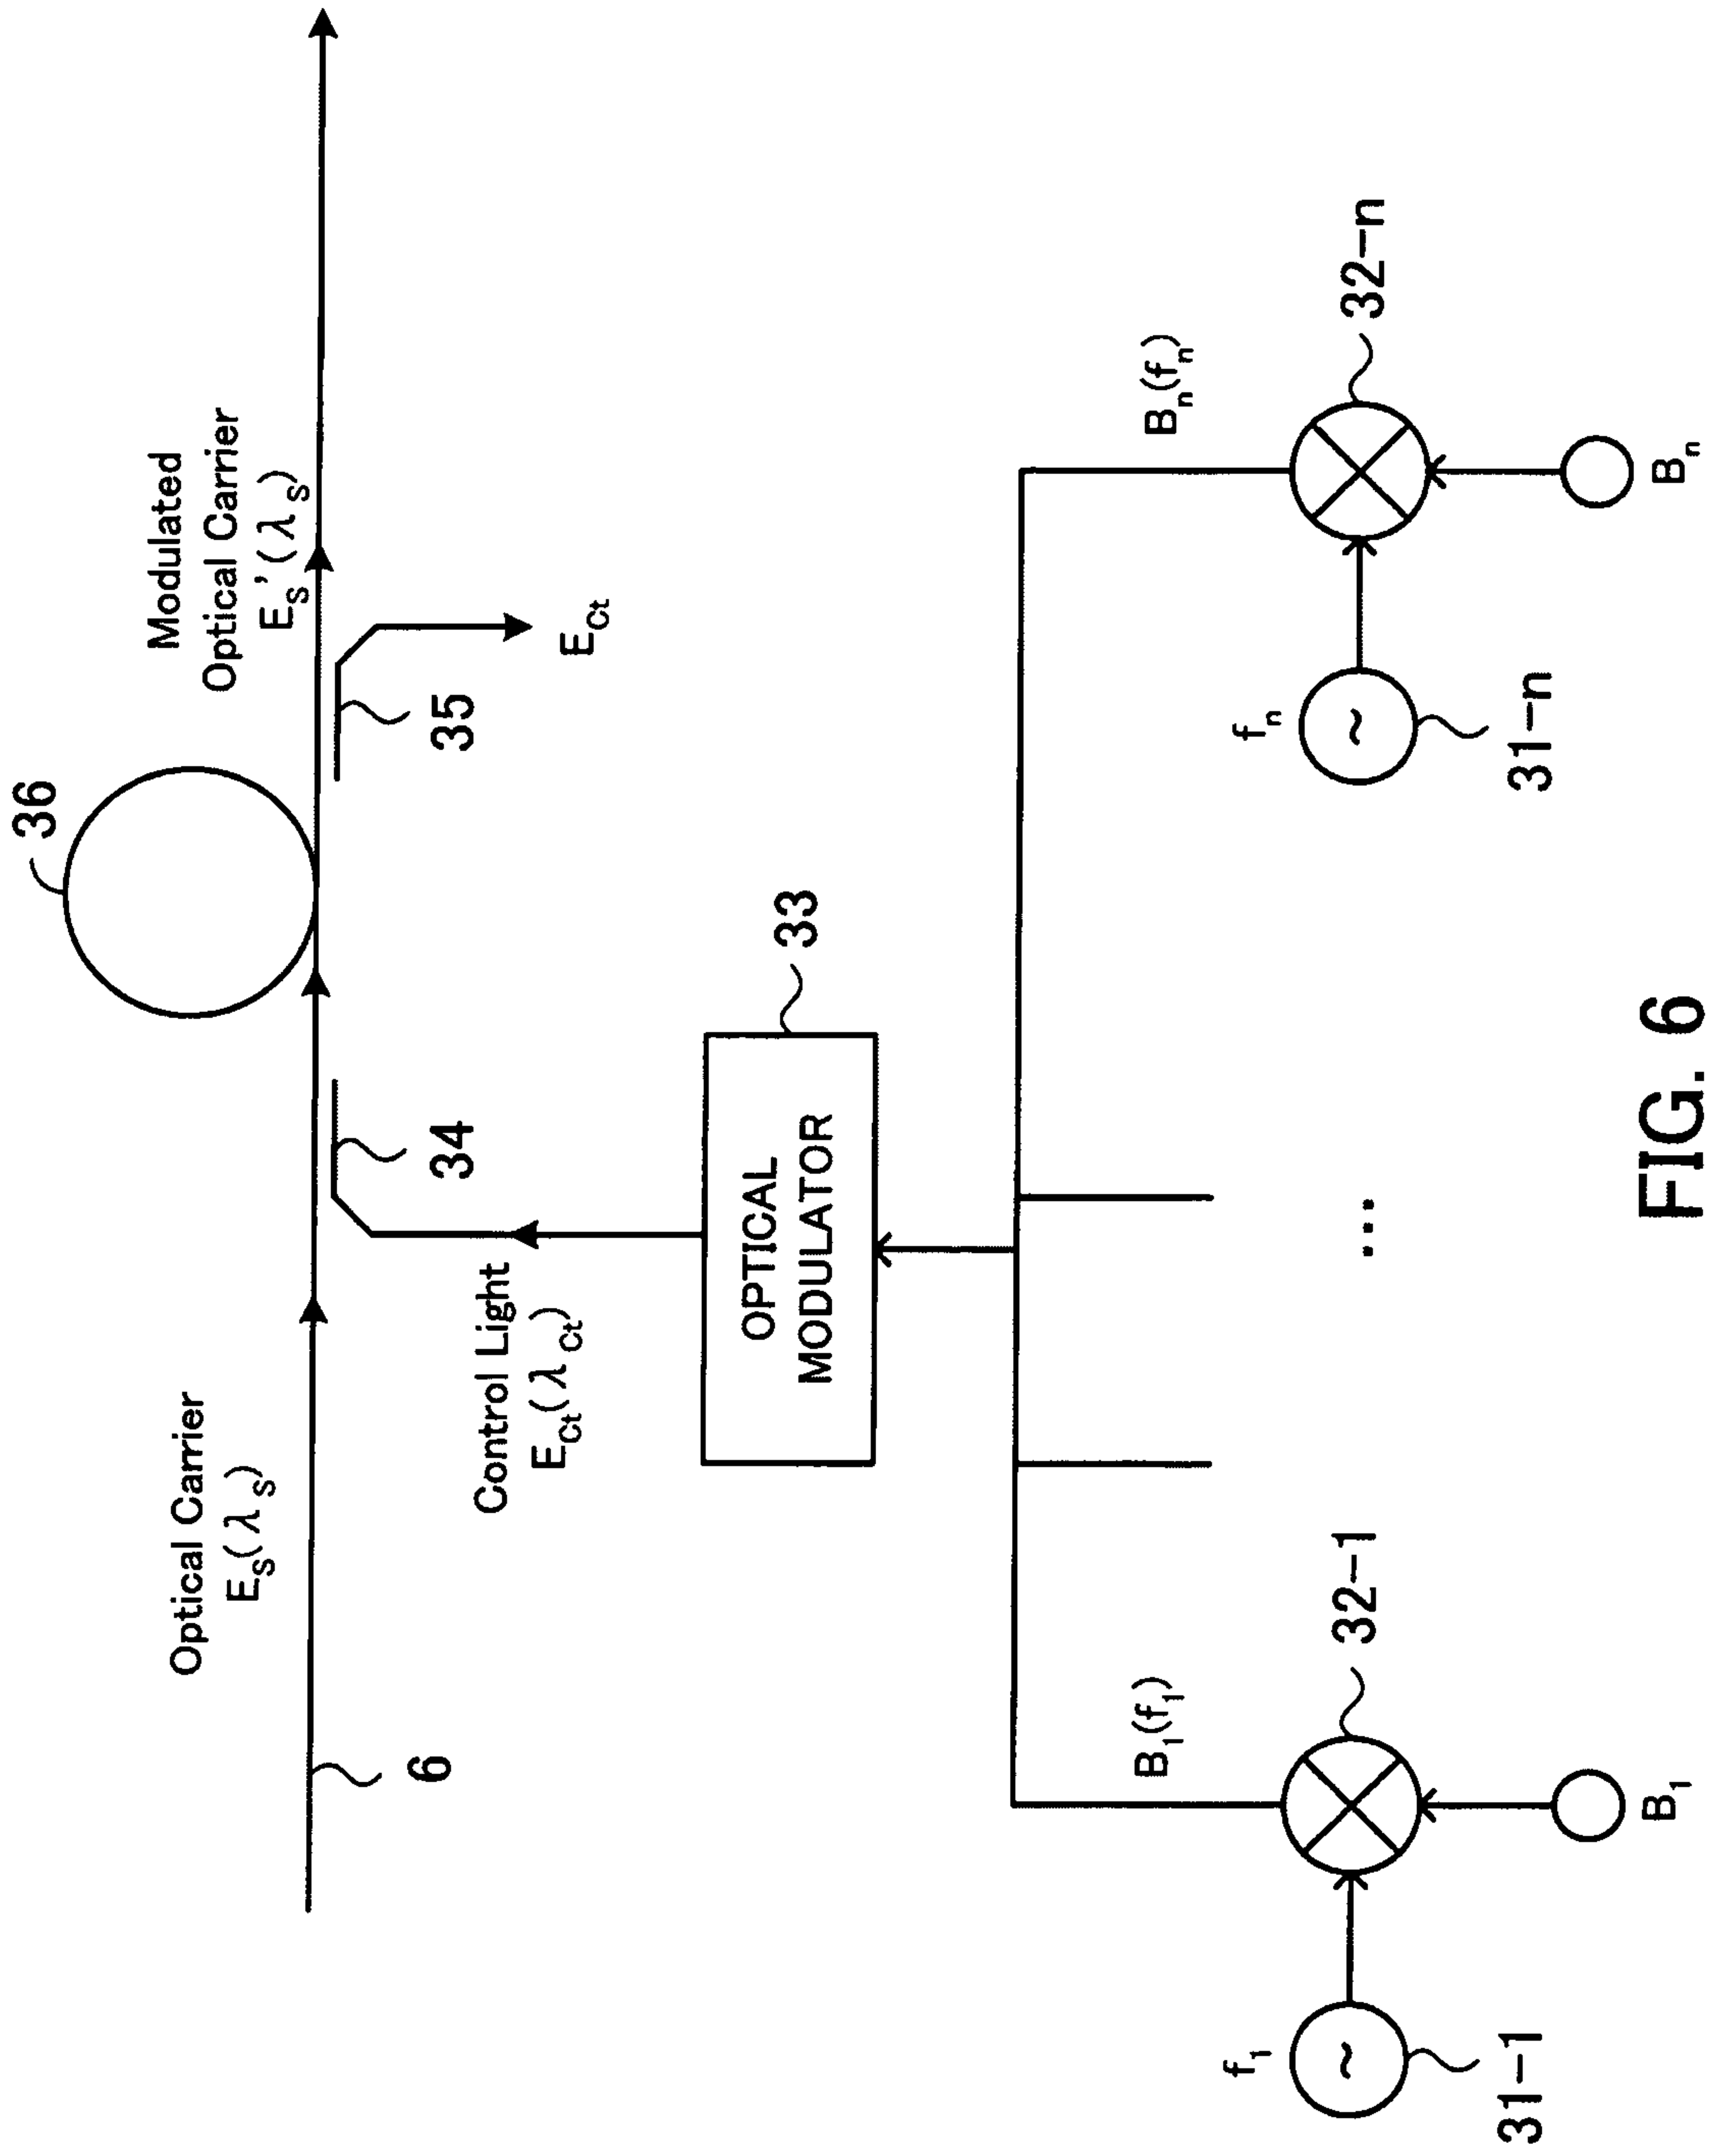 36
Optical Carrier
E_S(λ_S)
Modulated
Optical Carrier
E_S'(λ_S)
6
34
35
Control Light
E_Ct(λ_Ct)
E_Ct
OPTICAL
MODULATOR
33
B_1(f_1)
B_n(f_n)
f_1
32-1
...
f_n
32-n
31-1
B_1
31-n
B_n
FIG. 6